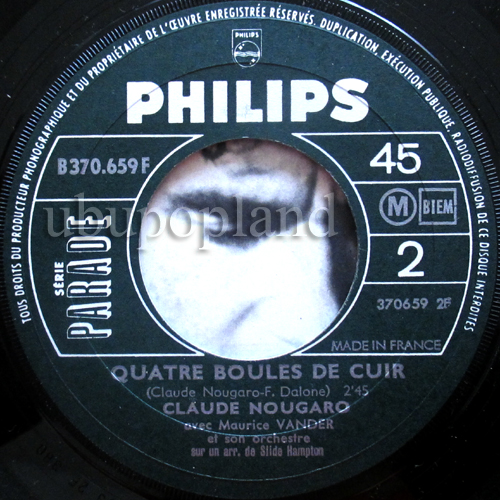 TOUS DROITS DU PRODUCTEUR PHONOGRAPHIQUE ET DU PROPRIÉTAIRE DE L'ŒUVRE ENREGISTRÉE RÉSERVÉS. DUPLICATION, EXÉCUTION PUBLIQUE, RADIODIFFUSION DE CE DISQUE INTERDITES
PHILIPS
PHILIPS
B370.659F
45
M BIEM
ubupopland
SÉRIE
PARADE
2
370659 2F
MADE IN FRANCE
QUATRE BOULES DE CUIR
(Claude Nougaro-F. Dalone) 2'45
CLAUDE NOUGARO
avec Maurice VANDER
et son orchestre
sur un arr. de Slide Hampton